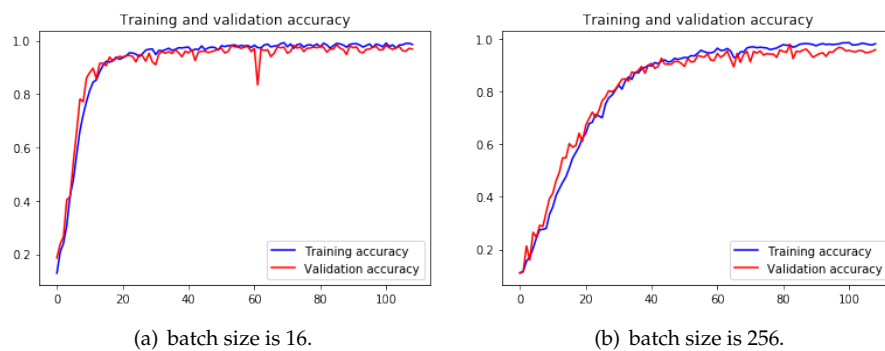 Training and validation accuracy
1.0
0.8
0.6
0.4
0.2
0
20
40
60
80
100
Training accuracy
Validation accuracy
(a) batch size is 16.
Training and validation accuracy
1.0
0.8
0.6
0.4
0.2
0
20
40
60
80
100
Training accuracy
Validation accuracy
(b) batch size is 256.